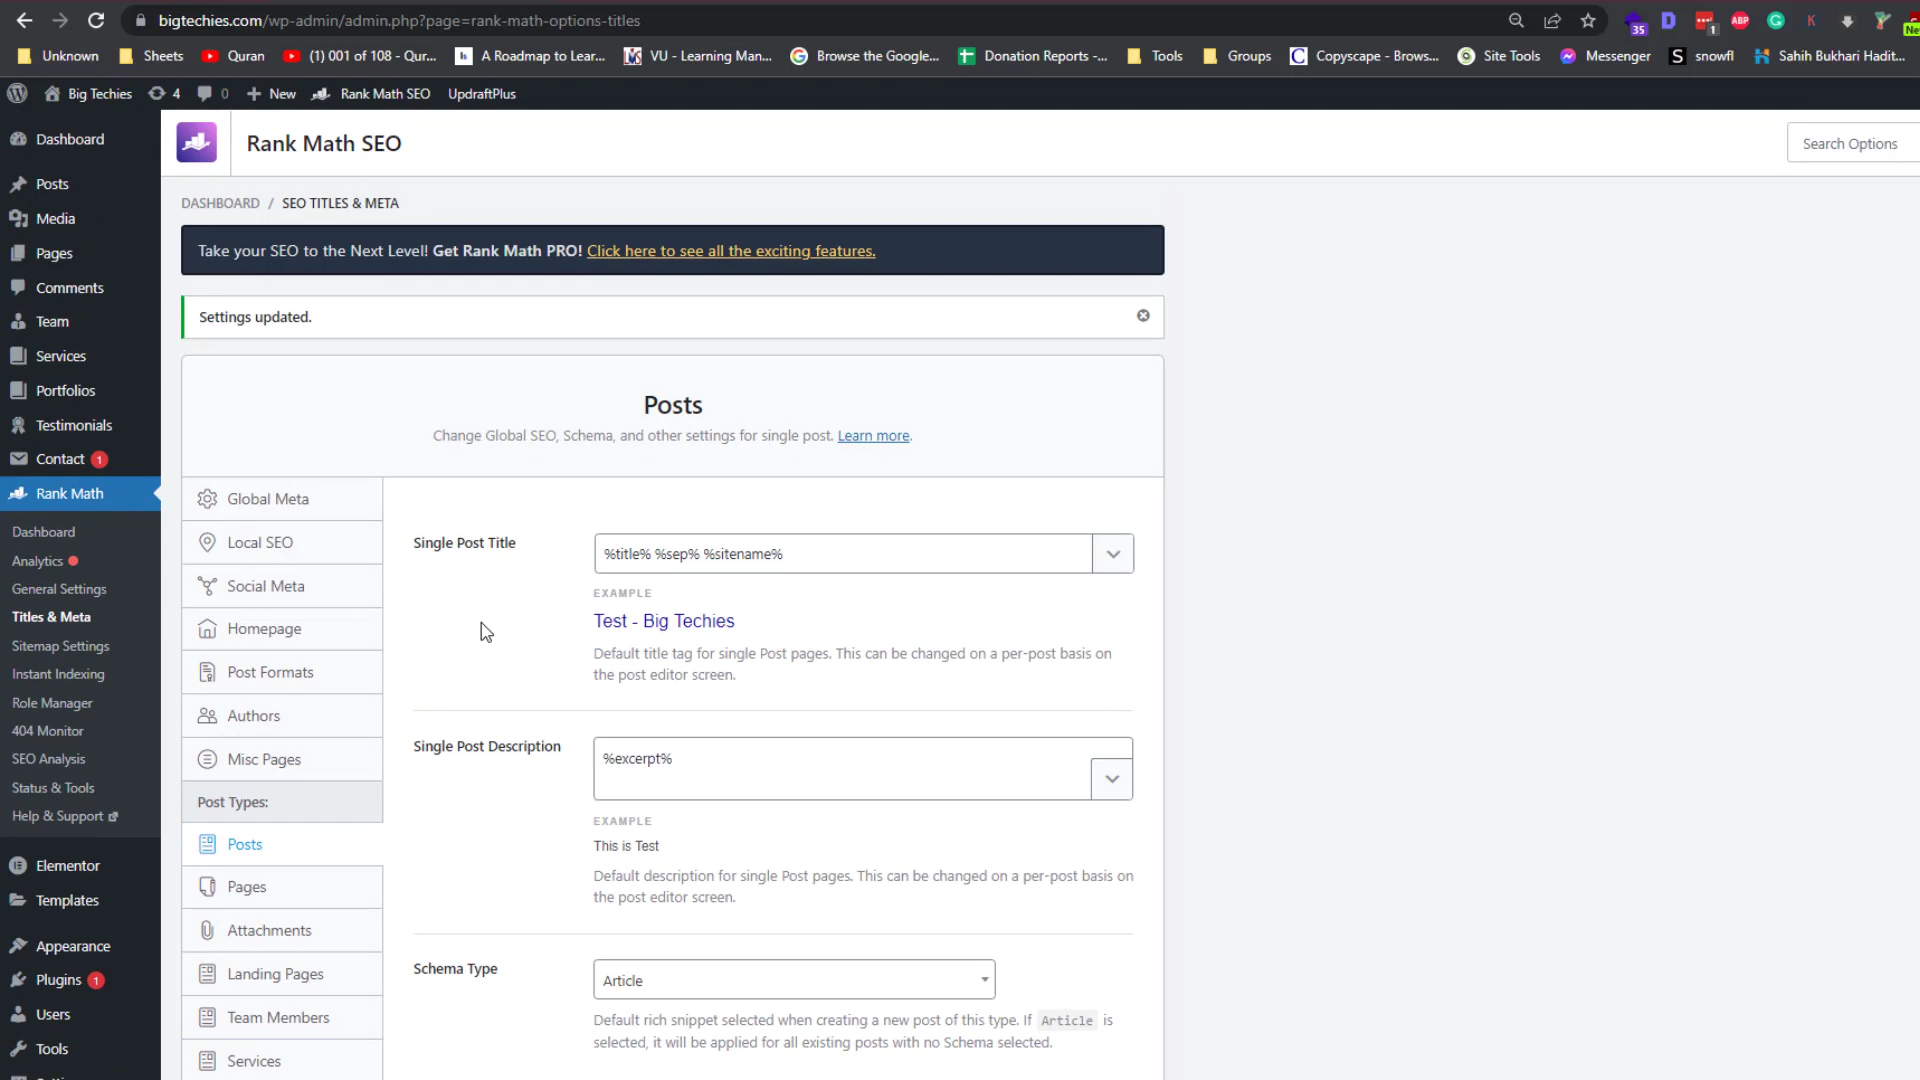 bigtechies.com/wp-admin/admin.php?page=rank-math-options-titles
35
1
ABP
Ne
Unknown
Sheets
Quran
(1) 001 of 108 - Qur...
A Roadmap to Lear...
VU - Learning Man...
Browse the Google...
Donation Reports -...
Tools
Groups
Copyscape - Brows...
Site Tools
Messenger
snowfl
Sahih Bukhari Hadit...
Big Techies
4
0
New
Rank Math SEO
UpdraftPlus
Dashboard
Posts
Media
Pages
Comments
Team
Services
Portfolios
Testimonials
Contact 1
Rank Math
Dashboard
Analytics
General Settings
Titles & Meta
Sitemap Settings
Instant Indexing
Role Manager
404 Monitor
SEO Analysis
Status & Tools
Help & Support
Elementor
Templates
Appearance
Plugins 1
Users
Tools
Rank Math SEO
Search Options
DASHBOARD / SEO TITLES & META
Take your SEO to the Next Level! Get Rank Math PRO! Click here to see all the exciting features.
Settings updated.
Posts
Change Global SEO, Schema, and other settings for single post. Learn more.
Global Meta
Local SEO
Social Meta
Homepage
Post Formats
Authors
Misc Pages
Post Types:
Posts
Pages
Attachments
Landing Pages
Team Members
Services
Single Post Title
%title% %sep% %sitename%
EXAMPLE
Test - Big Techies
Default title tag for single Post pages. This can be changed on a per-post basis on
the post editor screen.
Single Post Description
%excerpt%
EXAMPLE
This is Test
Default description for single Post pages. This can be changed on a per-post basis on
the post editor screen.
Schema Type
Article
Default rich snippet selected when creating a new post of this type. If Article is
selected, it will be applied for all existing posts with no Schema selected.